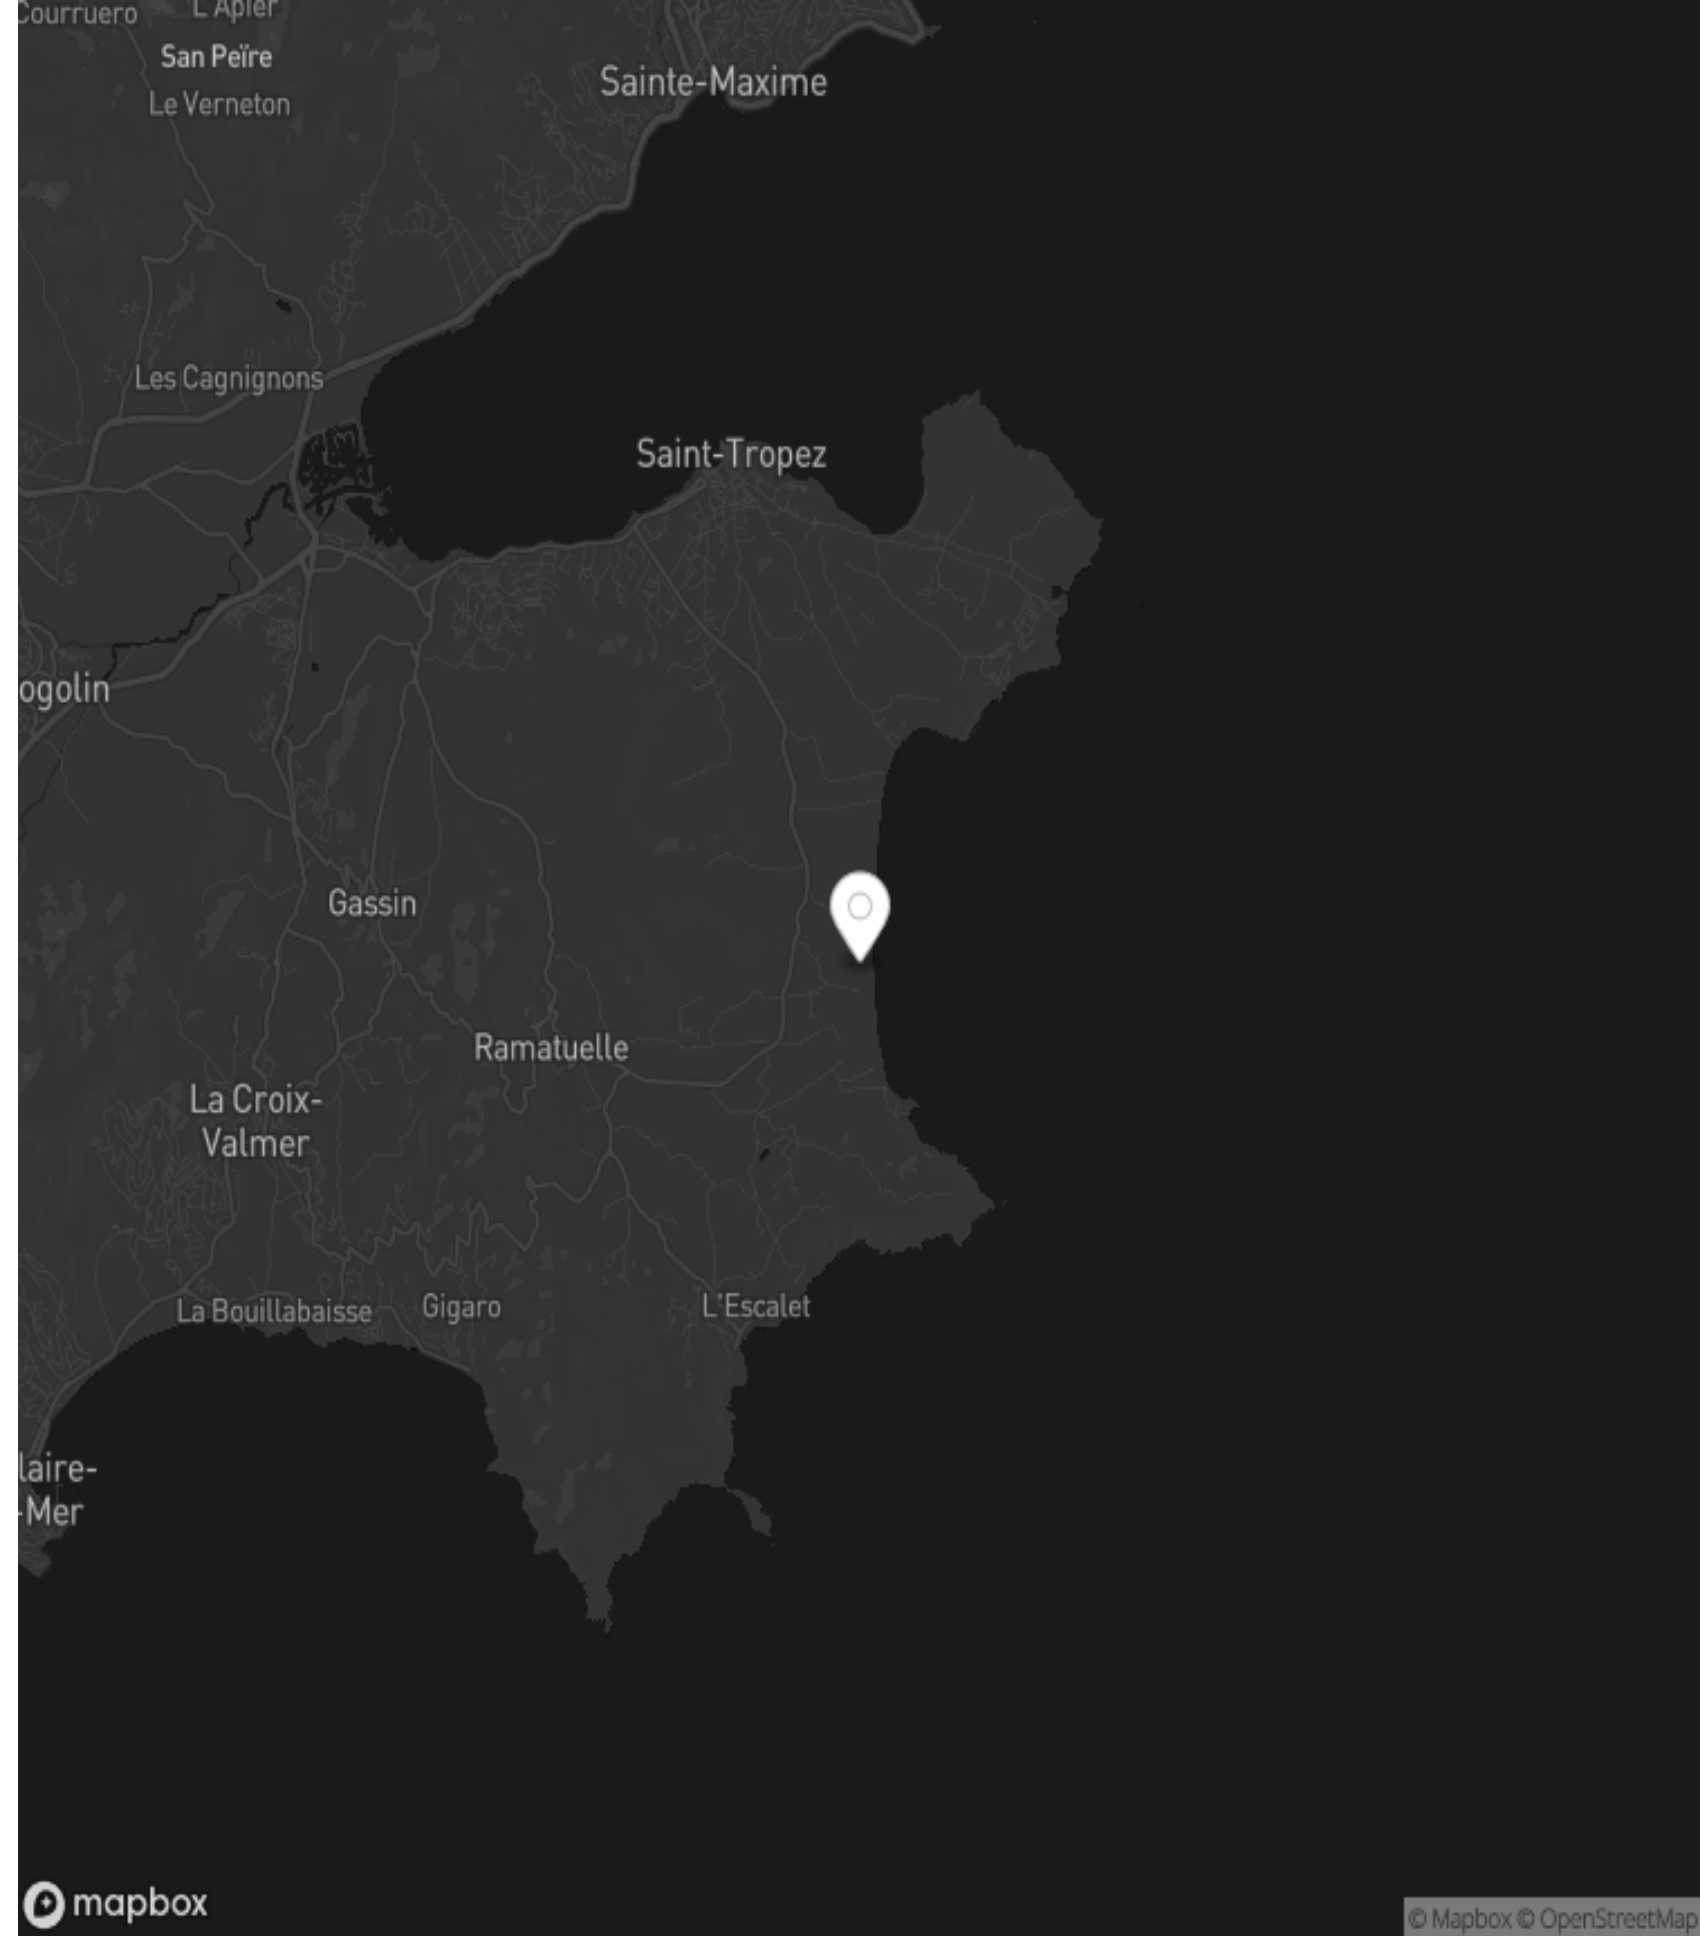 Courruero
L'Apier
San Peïre
Sainte-Maxime
Le Verneton
Les Cagnignons
Saint-Tropez
ogolin
Gassin
Ramatuelle
La Croix-
Valmer
La Bouillabaisse
Gigaro
L'Escalet
laire-
-Mer
mapbox
© Mapbox © OpenStreetMap